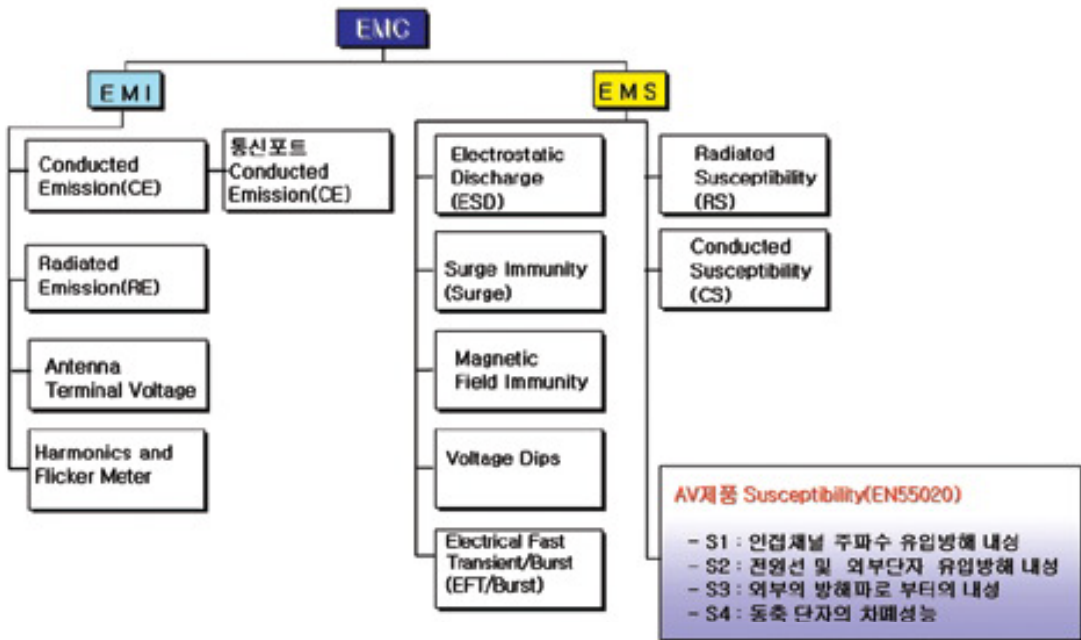 EMC
EMI
EMS
Conducted
Emission(CE)
통신포트
Conducted
Emission(CE)
Radiated
Emission(RE)
Antenna
Terminal Voltage
Harmonics and
Flicker Meter
Electrostatic
Discharge
(ESD)
Surge Immunity
(Surge)
Magnetic
Field Immunity
Voltage Dips
Electrical Fast
Transient/Burst
(EFT/Burst)
Radiated
Susceptibility
(RS)
Conducted
Susceptibility
(CS)
AV제품 Susceptibility(EN55020)
- S1 : 인접채널 주파수 유입방해 내성
- S2 : 전원선 및 외부단자 유입방해 내성
- S3 : 외부의 방해파로 부터의 내성
- S4 : 동축 단자의 차폐성능